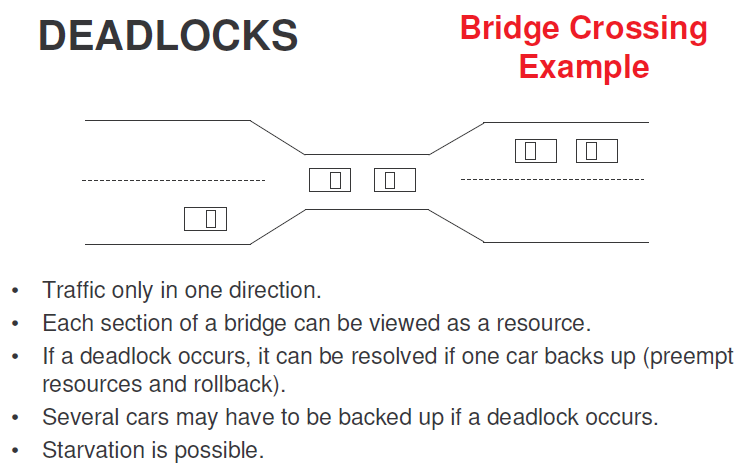 DEADLOCKS
Bridge Crossing
Example
• Traffic only in one direction.
• Each section of a bridge can be viewed as a resource.
• If a deadlock occurs, it can be resolved if one car backs up (preempt
resources and rollback).
• Several cars may have to be backed up if a deadlock occurs.
• Starvation is possible.